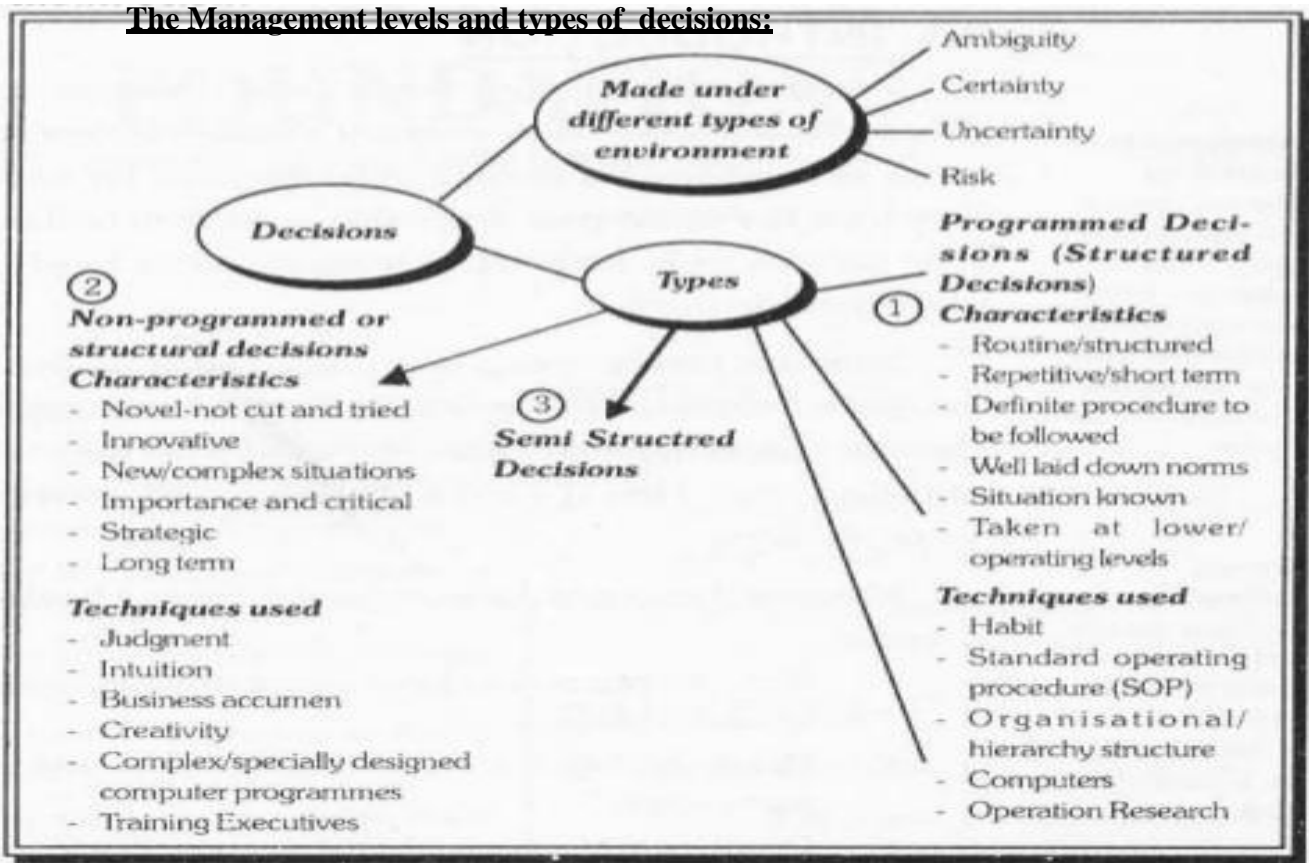 The Management levels and types of decisions:
Ambiguity
Certainty
Uncertainty
Risk
Made under
different types of
environment
Decisions
Types
Programmed Deci-
sions (Structured
Decisions)
1
Characteristics
- Routine/structured
- Repetitive/short term
- Definite procedure to
be followed
- Well laid down norms
- Situation known
- Taken at lower/
operating levels
Techniques used
- Habit
- Standard operating
procedure (SOP)
- Organisational/
hierarchy structure
- Computers
- Operation Research
2
Non-programmed or
structural decisions
Characteristics
- Novel-not cut and tried
- Innovative
- New/complex situations
- Importance and critical
- Strategic
- Long term
Techniques used
- Judgment
- Intuition
- Business accumen
- Creativity
- Complex/specially designed
computer programmes
- Training Executives
3
Semi Structred
Decisions